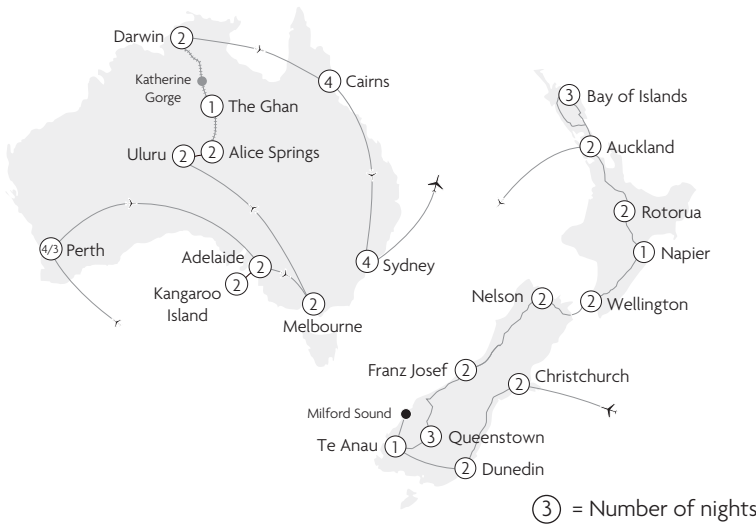 Darwin
2
Katherine
Gorge
4
Cairns
1
The Ghan
Uluru
2
2
Alice Springs
4/3
Perth
Adelaide
2
Kangaroo
Island
2
2
Melbourne
4
Sydney
3
Bay of Islands
2
Auckland
2
Rotorua
1
Napier
Nelson
2
2
Wellington
Franz Josef
2
2
Christchurch
Milford Sound
Te Anau
1
3
Queenstown
2
Dunedin
3 = Number of nights